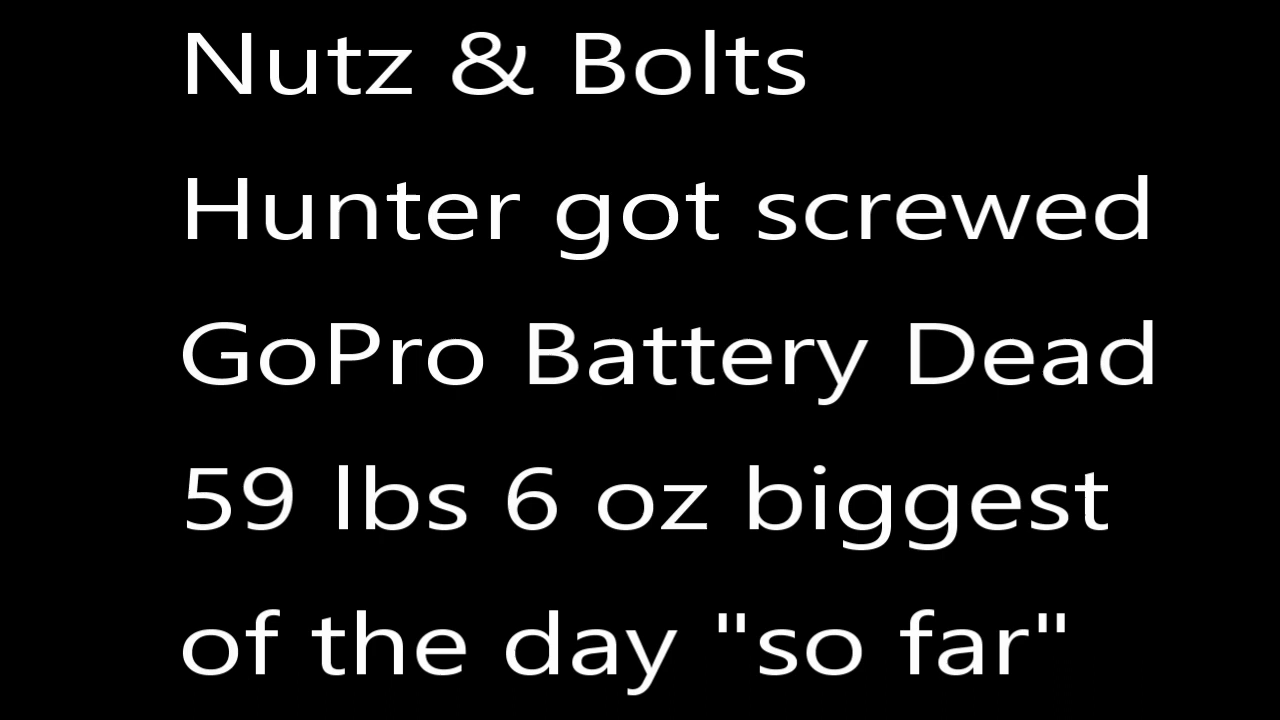 Nutz & Bolts
Hunter got screwed
GoPro Battery Dead
59 lbs 6 oz biggest
of the day "so far"